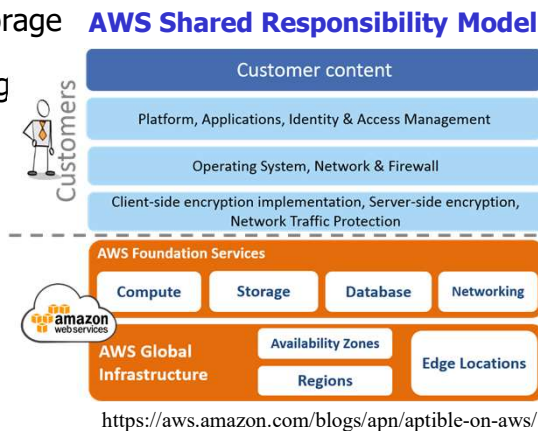 orage AWS Shared Responsibility Model
g
Customer content
Customers
Platform, Applications, Identity & Access Management
Operating System, Network & Firewall
Client-side encryption implementation, Server-side encryption,
Network Traffic Protection
AWS Foundation Services
Compute Storage Database Networking
amazon
webservices
AWS Global
Infrastructure
Availability Zones
Regions
Edge Locations
https://aws.amazon.com/blogs/apn/aptible-on-aws/